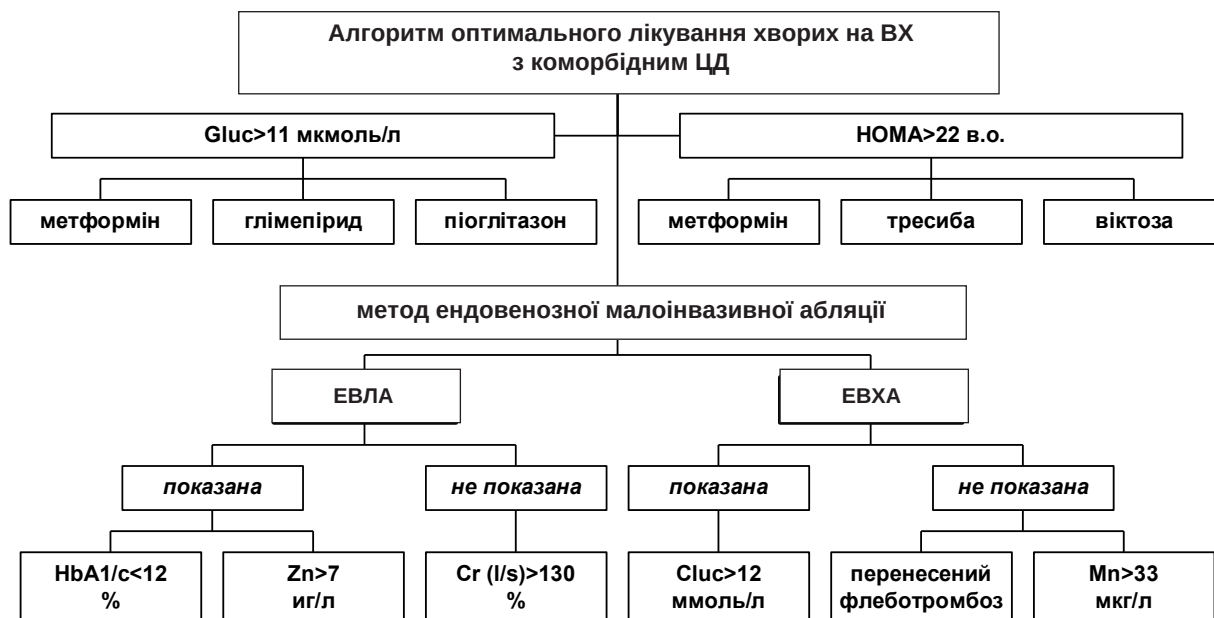 Алгоритм оптимального лікування хворих на ВХ
з коморбідним ЦД
Gluc>11 мкмоль/л
HOMA>22 в.о.
метформін
глімепірид
піоглітазон
метформін
тресиба
віктоза
метод ендовенозної малоінвазивної абляції
ЕВЛА
ЕВХА
показана
не показана
показана
не показана
HbA1/c<12
%
Zn>7
иг/л
Cr (l/s)>130
%
Cluc>12
ммоль/л
перенесений
флеботромбоз
Mn>33
мкг/л